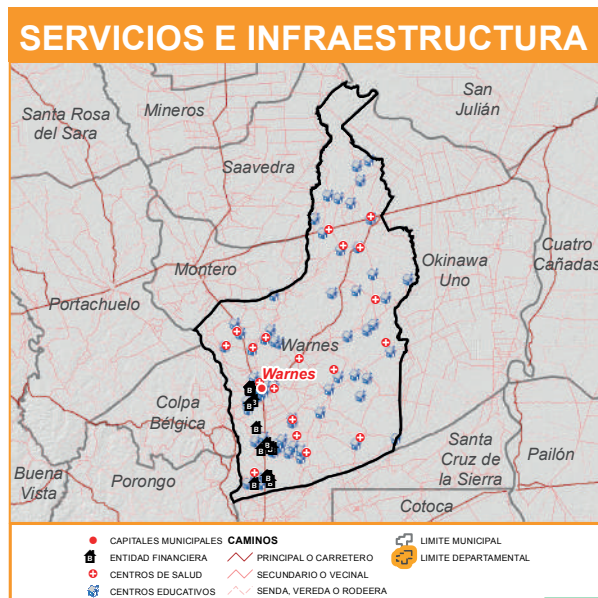 SERVICIOS E INFRAESTRUCTURA
San
Julián
Mineros
Santa Rosa
del Sara
Saavedra
Cuatro
Cañadas
Okinawa
Uno
Montero
Portachuelo
Warnes
Warnes
Colpa
Bélgica
Santa
Cruz de
la Sierra
Pailón
Buena
Vista
Porongo
Cotoca
CAPITALES MUNICIPALES
ENTIDAD FINANCIERA
CENTROS DE SALUD
CENTROS EDUCATIVOS
CAMINOS
PRINCIPAL O CARRETERO
SECUNDARIO O VECINAL
SENDA, VEREDA O RODEERA
LIMITE MUNICIPAL
LIMITE DEPARTAMENTAL